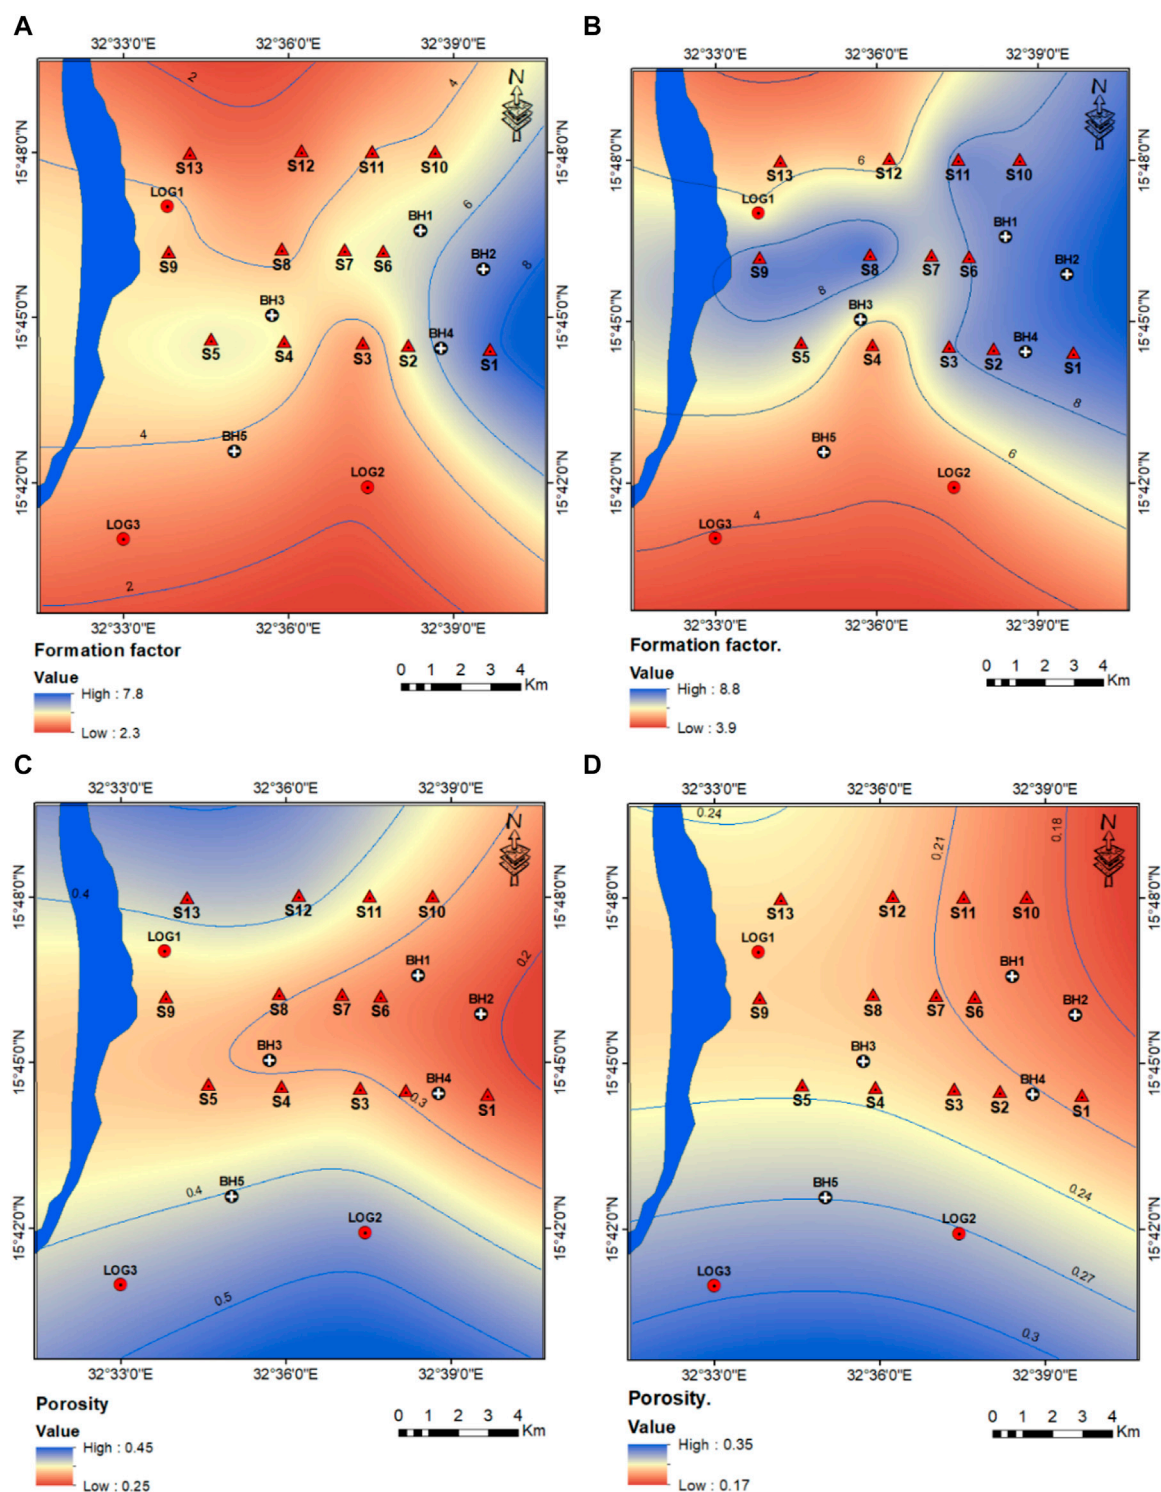 A
32°33'0"E 32°36'0"E 32°39'0"E
N
2
4
15°48'0"N 15°48'0"N
S13 S12 S11 S10
LOG1
6
BH1
S9 S8 S7 S6
BH2
8
BH3
15°45'0"N 15°45'0"N
BH4
S5 S4 S3 S2 S1
4
BH5
LOG2
15°42'0"N 15°42'0"N
LOG3
2
32°33'0"E 32°36'0"E 32°39'0"E
Formation factor
Value
High : 7.8
Low : 2.3
0 1 2 3 4
Km
B
32°33'0"E 32°36'0"E 32°39'0"E
N
15°48'0"N 15°48'0"N
6
S13 S12 S11 S10
LOG1
BH1
S9 S8 S7 S6
BH2
8
BH3
15°45'0"N 15°45'0"N
BH4
S5 S4 S3 S2 S1
8
BH5
6
LOG2
15°42'0"N 15°42'0"N
LOG3
4
32°33'0"E 32°36'0"E 32°39'0"E
Formation factor.
Value
High : 8.8
Low : 3.9
0 1 2 3 4
Km
C
32°33'0"E 32°36'0"E 32°39'0"E
N
0.4
15°48'0"N 15°48'0"N
S13 S12 S11 S10
LOG1
0.2
BH1
S9 S8 S7 S6
BH2
BH3
15°45'0"N 15°45'0"N
BH4
S5 S4 S3 0.3 S1
0.4
BH5
LOG2
15°42'0"N 15°42'0"N
LOG3
0.5
32°33'0"E 32°36'0"E 32°39'0"E
Porosity
Value
High : 0.45
Low : 0.25
0 1 2 3 4
Km
D
32°33'0"E 32°36'0"E 32°39'0"E
N
0.24
0.21
0.18
15°48'0"N 15°48'0"N
S13 S12 S11 S10
LOG1
BH1
S9 S8 S7 S6
BH2
BH3
15°45'0"N 15°45'0"N
BH4
S5 S4 S3 S2 S1
BH5
0.24
LOG2
15°42'0"N 15°42'0"N
LOG3
0.27
0.3
32°33'0"E 32°36'0"E 32°39'0"E
Porosity.
Value
High : 0.35
Low : 0.17
0 1 2 3 4
Km